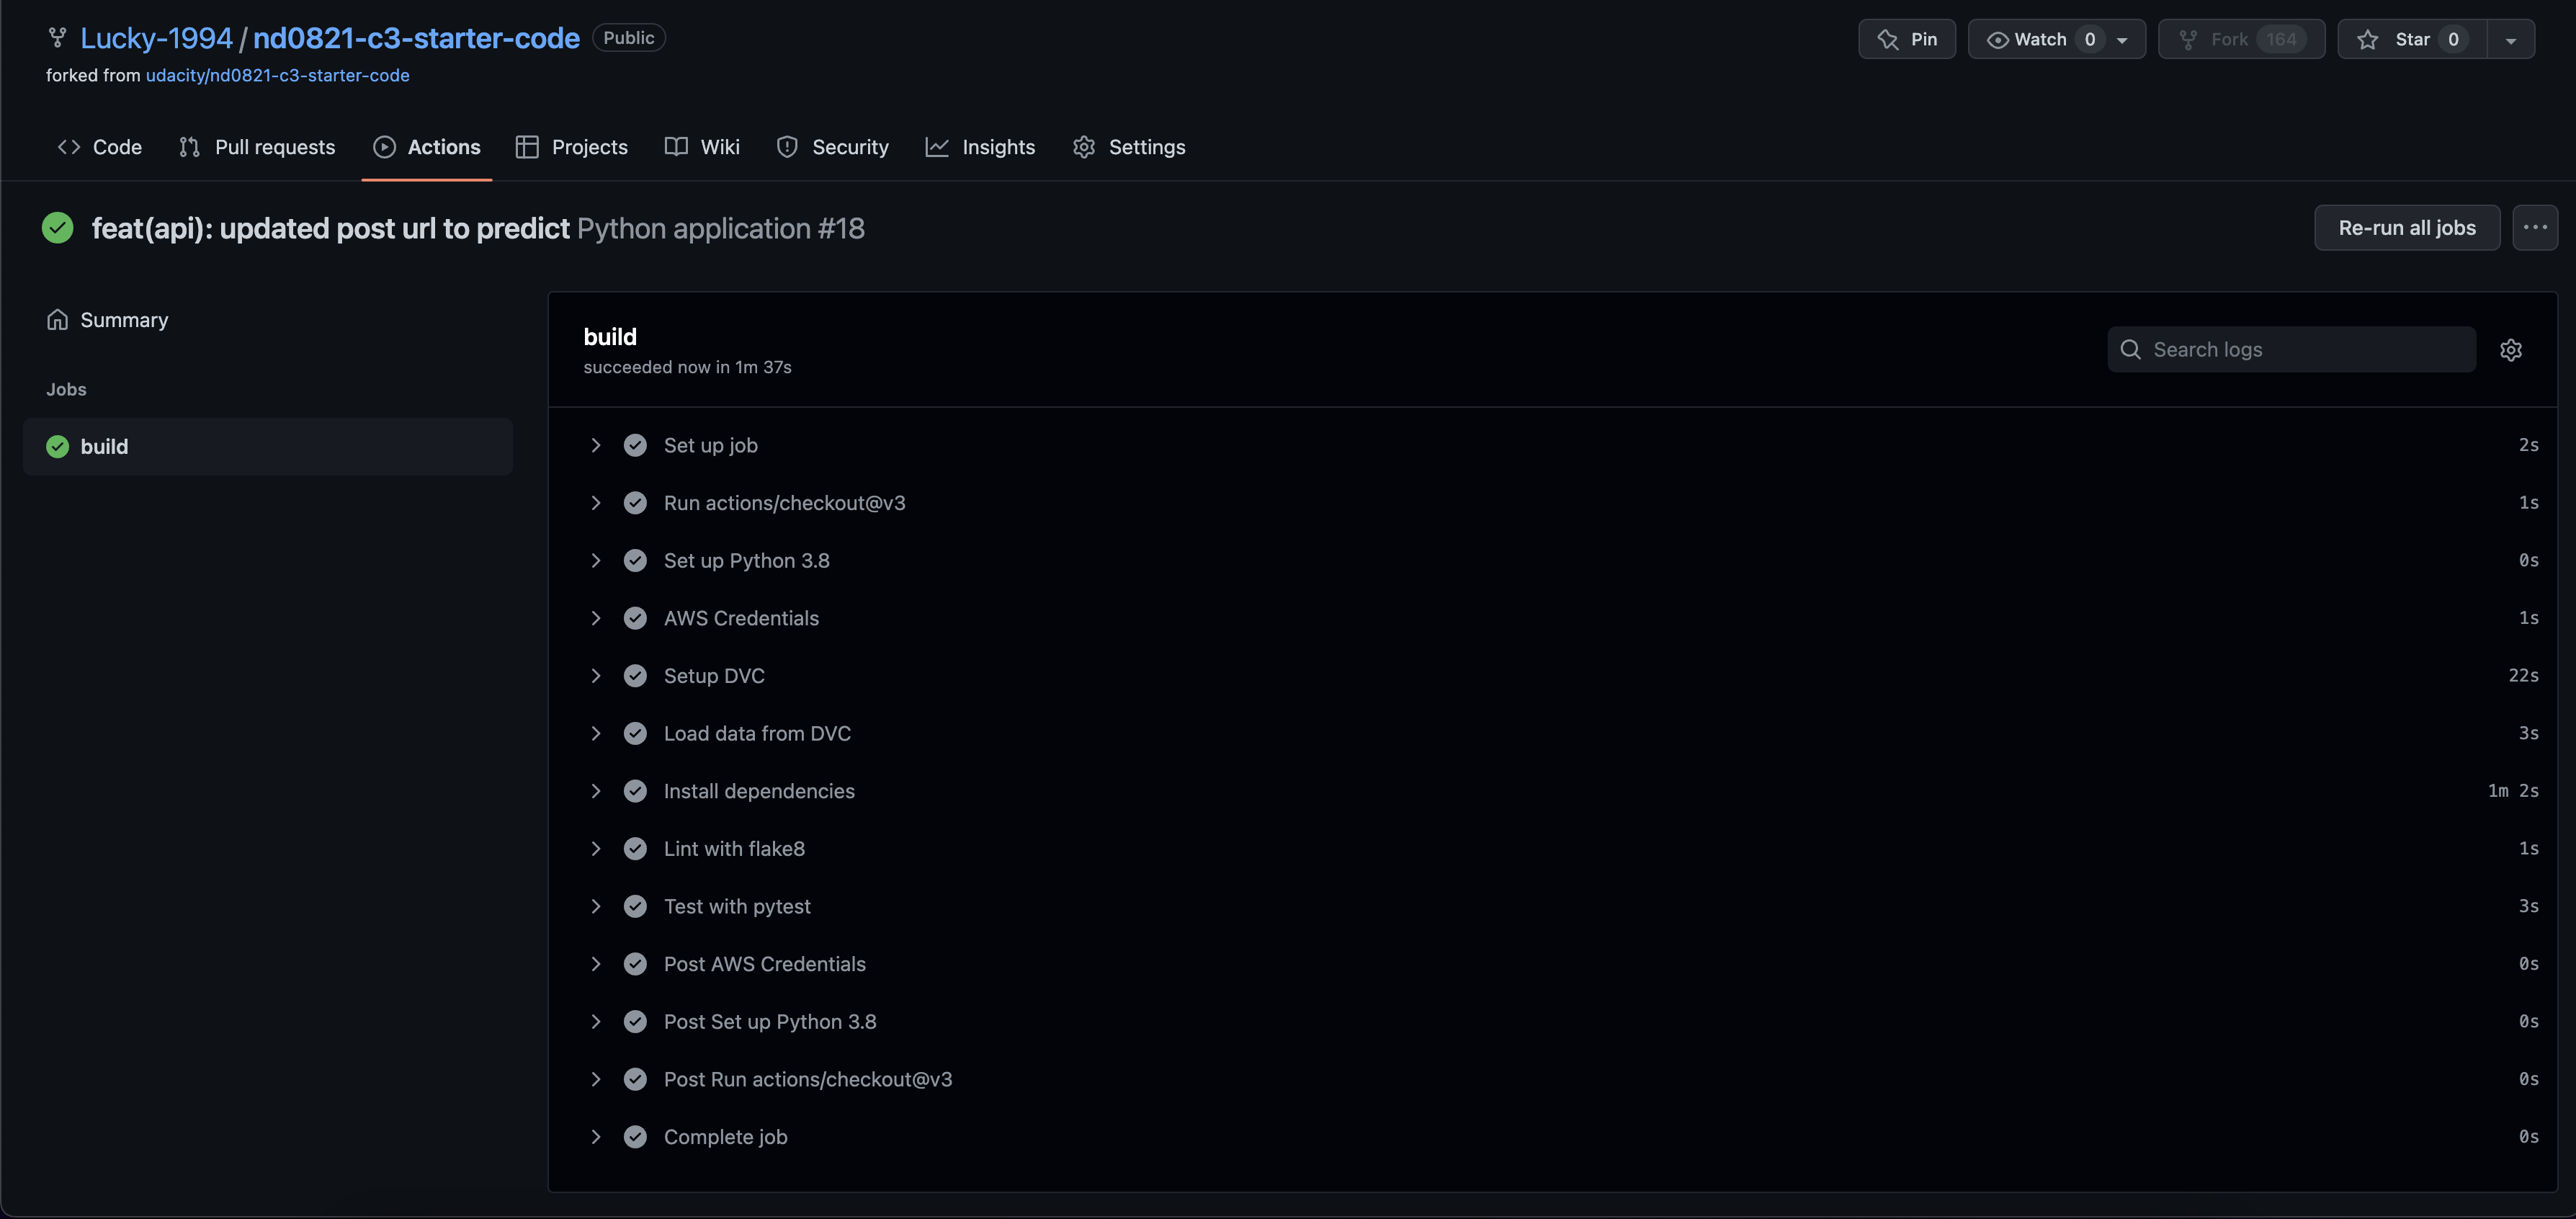 Lucky-1994 / nd0821-c3-starter-code Public
Pin Watch 0 Fork 164 Star 0
forked from udacity/nd0821-c3-starter-code
Code Pull requests Actions Projects Wiki Security Insights Settings
feat(api): updated post url to predict Python application #18
Re-run all jobs ...
Summary
Jobs
build
build
succeeded now in 1m 37s
Search logs
Set up job 2s
Run actions/checkout@v3 1s
Set up Python 3.8 0s
AWS Credentials 1s
Setup DVC 22s
Load data from DVC 3s
Install dependencies 1m 2s
Lint with flake8 1s
Test with pytest 3s
Post AWS Credentials 0s
Post Set up Python 3.8 0s
Post Run actions/checkout@v3 0s
Complete job 0s